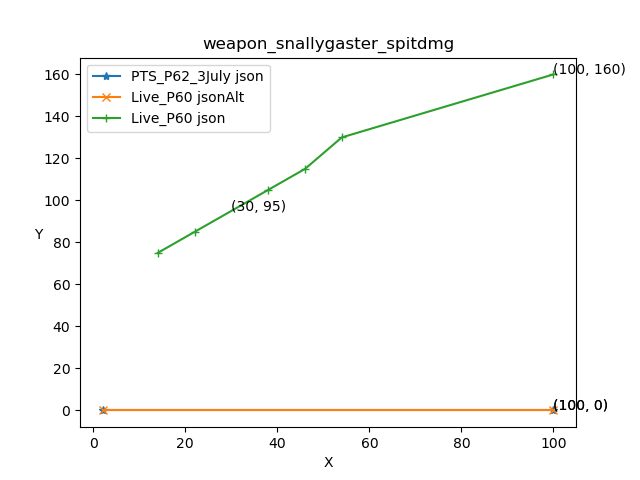 weapon_snallygaster_spitdmg
PTS_P62_3July json
Live_P60 jsonAlt
Live_P60 json
(100, 160)
(30, 95)
(100, 0)
Y
160
140
120
100
80
60
40
20
0
0 20 40 60 80 100
X